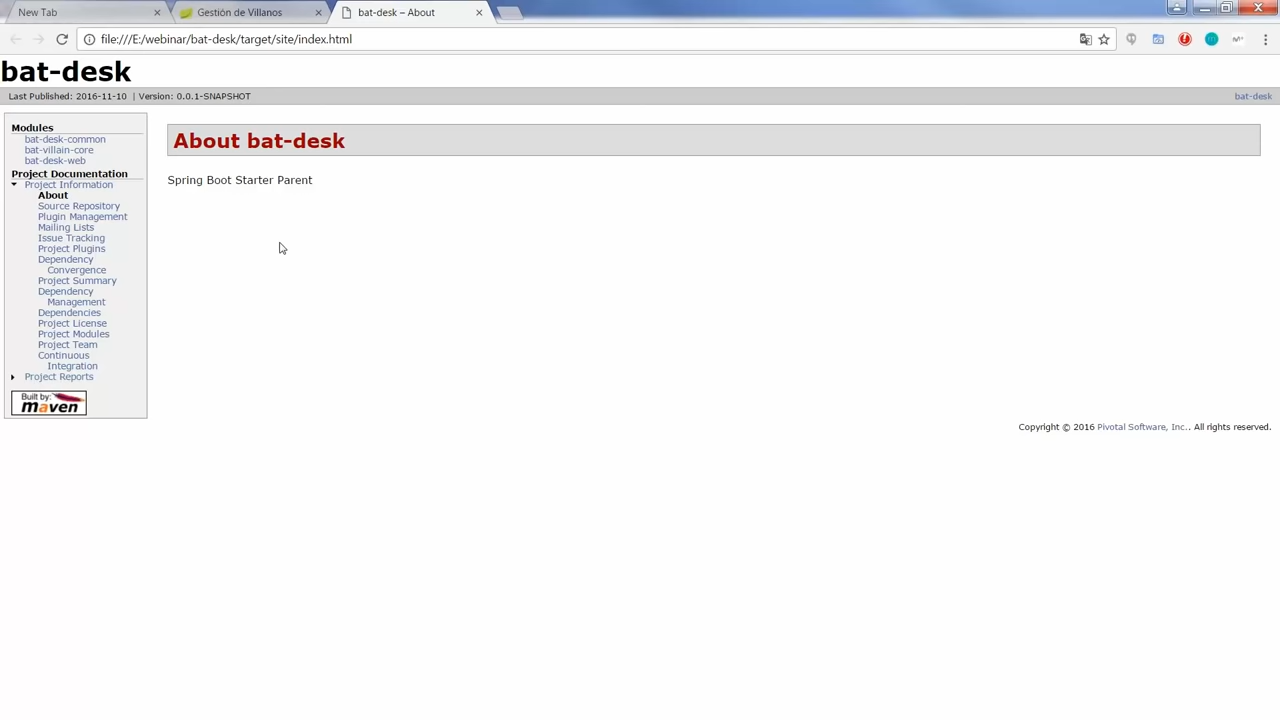 New Tab
Gestión de Villanos
bat-desk – About
file:///E:/webinar/bat-desk/target/site/index.html
bat-desk
Last Published: 2016-11-10 | Version: 0.0.1-SNAPSHOT
bat-desk
Modules
bat-desk-common
bat-villain-core
bat-desk-web
Project Documentation
Project Information
About
Source Repository
Plugin Management
Mailing Lists
Issue Tracking
Project Plugins
Dependency
Convergence
Project Summary
Dependency
Management
Dependencies
Project License
Project Modules
Project Team
Continuous
Integration
Project Reports
Built by:
maven
About bat-desk
Spring Boot Starter Parent
Copyright © 2016 Pivotal Software, Inc.. All rights reserved.